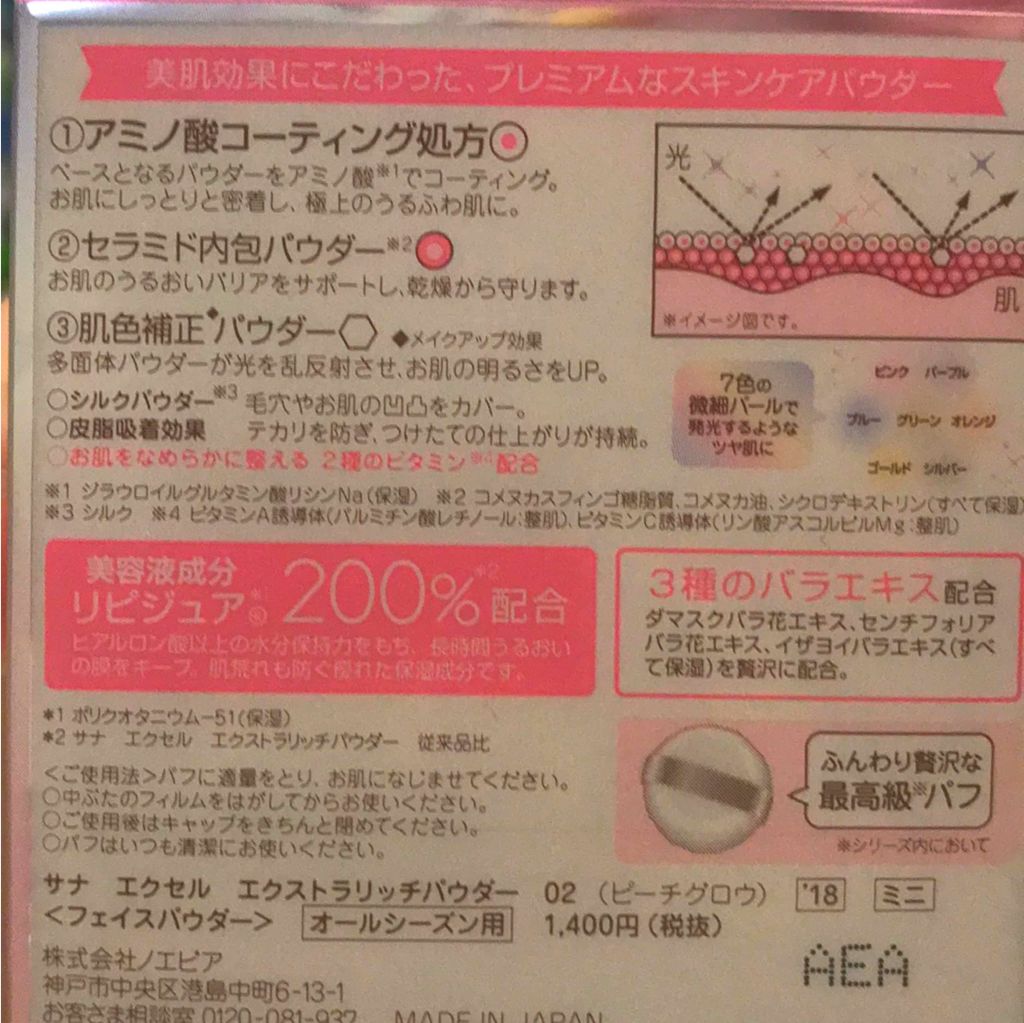 美肌効果にこだわった、プレミアムなスキンケアパウダー
①アミノ酸コーティング処方
ベースとなるパウダーをアミノ酸※1でコーティング。
お肌にしっとりと密着し、極上のうるふわ肌に。
②セラミド内包パウダー※2
お肌のうるおいバリアをサポートし、乾燥から守ります。
③肌色補正◆パウダー ◆メイクアップ効果
多面体パウダーが光を乱反射させ、お肌の明るさをUP。
○シルクパウダー※3 毛穴やお肌の凹凸をカバー。
○皮脂吸着効果 テカリを防ぎ、つけたての仕上がりが持続。
○お肌をなめらかに整える 2種のビタミン※4配合
光
肌
※イメージ図です。
7色の
微細パールで
発光するような
ツヤ肌に
ピンク パープル
ブルー グリーン オレンジ
ゴールド シルバー
※1 ジラウロイルグルタミン酸リシンNa(保湿) ※2 コメヌカスフィンゴ糖脂質、コメヌカ油、シクロデキストリン(すべて保湿)
※3 シルク ※4 ビタミンA誘導体(パルミチン酸レチノール:整肌)、ビタミンC誘導体(リン酸アスコルビルMg:整肌)
美容液成分
リピジュア®※ 200%※2配合
ヒアルロン酸以上の水分保持力をもち、長時間うるおい
の膜をキープ。肌荒れも防ぐ優れた保湿成分です。
3種のバラエキス配合
ダマスクバラ花エキス、センチフォリア
バラ花エキス、イザヨイバラエキス(すべ
て保湿)を贅沢に配合。
*1 ポリクオタニウム-51(保湿)
*2 サナ エクセル エクストラリッチパウダー 従来品比
<ご使用法>パフに適量をとり、お肌になじませてください。
○中ぶたのフィルムをはがしてからお使いください。
○ご使用後はキャップをきちんと閉めてください。
○パフはいつも清潔にお使いください。
ふんわり贅沢な
最高級※パフ
※シリーズ内において
サナ エクセル エクストラリッチパウダー 02 (ピーチグロウ) '18 ミニ
<フェイスパウダー> オールシーズン用 1,400円(税抜)
株式会社ノエビア
神戸市中央区港島中町6-13-1
お客さま相談室 0120-081-937 MADE IN JAPAN
AEA